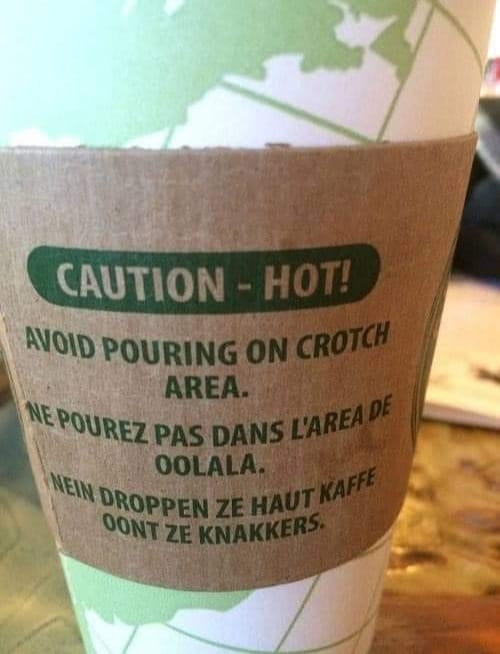 CAUTION - HOT!
AVOID POURING ON CROTCH
AREA.
NE POUREZ PAS DANS L'AREA DE
OOLALA.
NEIN DROPPEN ZE HAUT KAFFE
OONT ZE KNAKKERS.